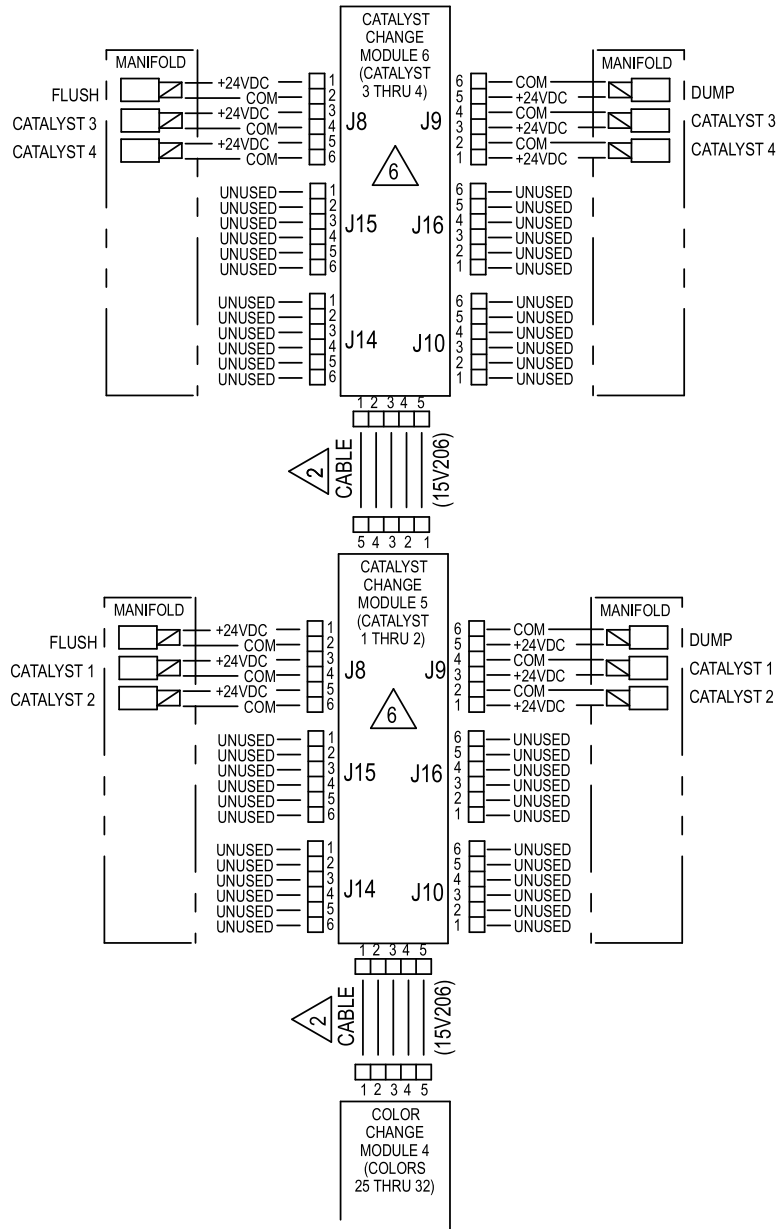 CATALYST
CHANGE
MODULE 6
(CATALYST
3 THRU 4)
MANIFOLD
FLUSH
CATALYST 3
CATALYST 4
+24VDC
COM
+24VDC
COM
+24VDC
COM
1
2
3
4
5
6
J8
J9
6
6
5
4
3
2
1
COM
+24VDC
COM
+24VDC
COM
+24VDC
MANIFOLD
DUMP
CATALYST 3
CATALYST 4
UNUSED 1
UNUSED 2
UNUSED 3
UNUSED 4
UNUSED 5
UNUSED 6
J15
J16
6 UNUSED
5 UNUSED
4 UNUSED
3 UNUSED
2 UNUSED
1 UNUSED
UNUSED 1
UNUSED 2
UNUSED 3
UNUSED 4
UNUSED 5
UNUSED 6
J14
J10
6 UNUSED
5 UNUSED
4 UNUSED
3 UNUSED
2 UNUSED
1 UNUSED
1 2 3 4 5
2
CABLE
(15V206)
5 4 3 2 1
CATALYST
CHANGE
MODULE 5
(CATALYST
1 THRU 2)
MANIFOLD
FLUSH
CATALYST 1
CATALYST 2
+24VDC
COM
+24VDC
COM
+24VDC
COM
1
2
3
4
5
6
J8
J9
6
6
5
4
3
2
1
COM
+24VDC
COM
+24VDC
COM
+24VDC
MANIFOLD
DUMP
CATALYST 1
CATALYST 2
UNUSED 1
UNUSED 2
UNUSED 3
UNUSED 4
UNUSED 5
UNUSED 6
J15
J16
6 UNUSED
5 UNUSED
4 UNUSED
3 UNUSED
2 UNUSED
1 UNUSED
UNUSED 1
UNUSED 2
UNUSED 3
UNUSED 4
UNUSED 5
UNUSED 6
J14
J10
6 UNUSED
5 UNUSED
4 UNUSED
3 UNUSED
2 UNUSED
1 UNUSED
1 2 3 4 5
2
CABLE
(15V206)
1 2 3 4 5
COLOR
CHANGE
MODULE 4
(COLORS
25 THRU 32)